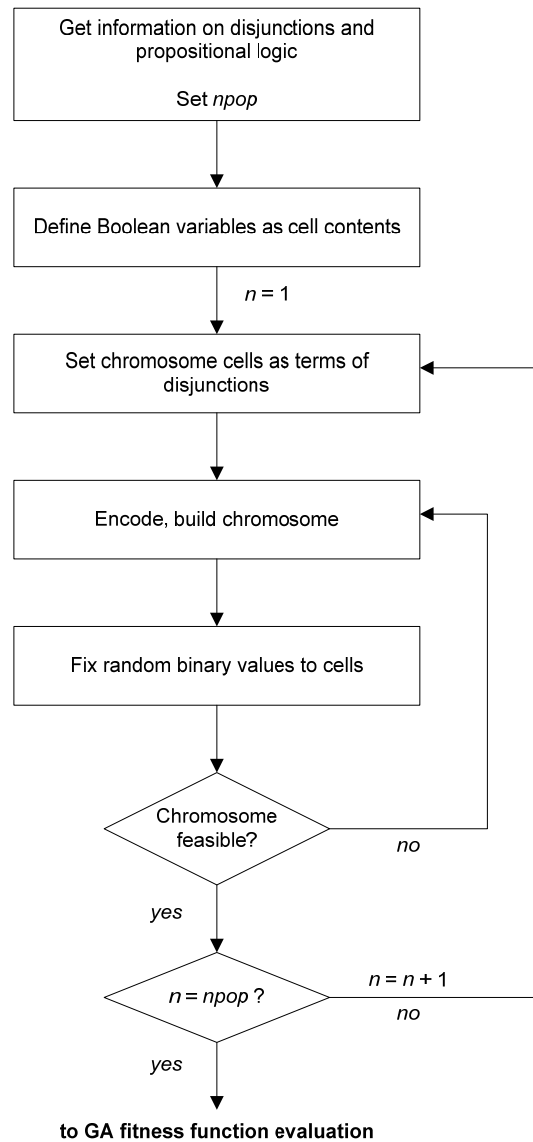 Get information on disjunctions and
propositional logic
Set npop
Define Boolean variables as cell contents
n = 1
Set chromosome cells as terms of
disjunctions
Encode, build chromosome
Fix random binary values to cells
Chromosome
feasible?
no
yes
n = npop ?
n = n + 1
no
yes
to GA fitness function evaluation